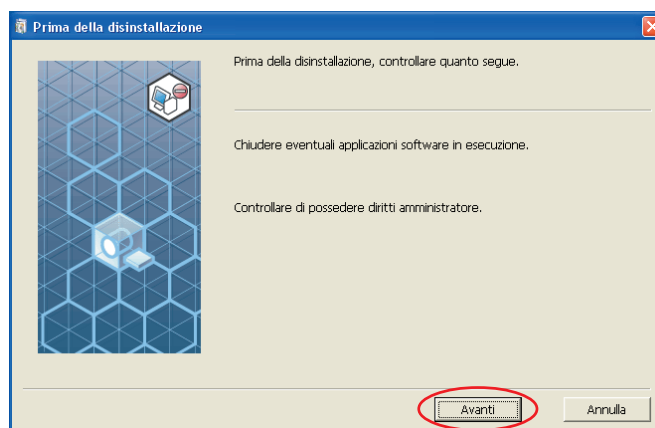 Prima della disinstallazione
Prima della disinstallazione, controllare quanto segue.
Chiudere eventuali applicazioni software in esecuzione.
Controllare di possedere diritti amministratore.
Avanti
Annulla